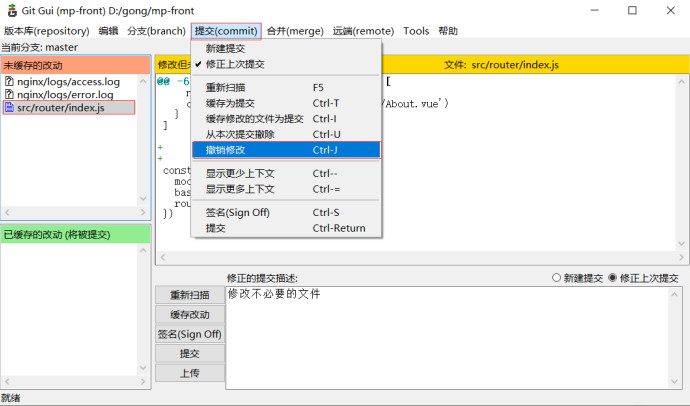 Git Gui (mp-front) D:/gong/mp-front
版本库(repository) 编辑 分支(branch) 提交(commit) 合并(merge) 远端(remote) Tools 帮助
当前分支: master
未缓存的改动
nginx/logs/access.log
nginx/logs/error.log
src/router/index.js
已缓存的改动 (将被提交)
修改但未
文件: src/router/index.js
@@ -6
[
/About.vue')
}
]
+
+
const
mod
bas
rou
})
新建提交
✓ 修正上次提交
重新扫描 F5
缓存为提交 Ctrl-T
缓存修改的文件为提交 Ctrl-I
从本次提交撤除 Ctrl-U
撤销修改 Ctrl-J
显示更少上下文 Ctrl--
显示更多上下文 Ctrl-=
签名(Sign Off) Ctrl-S
提交 Ctrl-Return
修正的提交描述:
新建提交 修正上次提交
重新扫描
缓存改动
签名(Sign Off)
提交
上传
修改不必要的文件
就绪